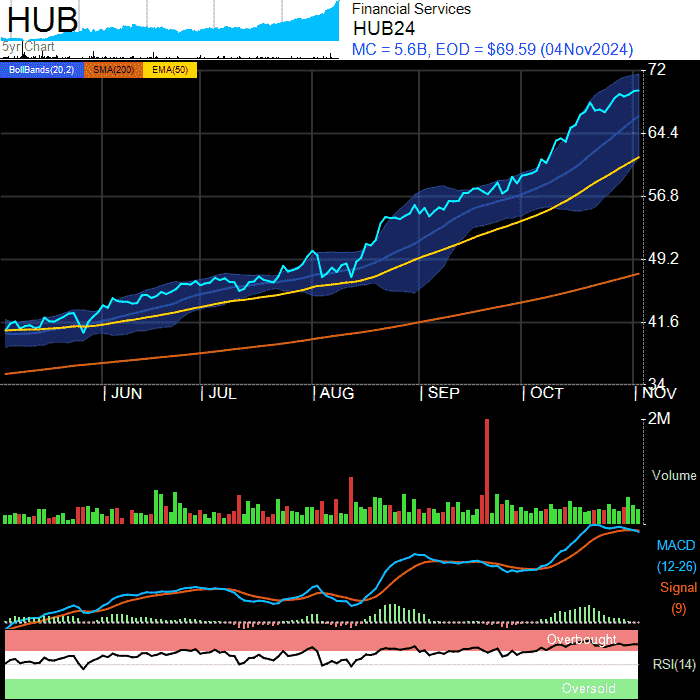 HUB
5yr Chart
Financial Services
HUB24
MC = 5.6B, EOD = $69.59 (04Nov2024)
BollBands(20,2) SMA(200) EMA(50)
72
64.4
56.8
49.2
41.6
34
JUN JUL AUG SEP OCT NOV
2M
Volume
MACD
(12-26)
Signal
(9)
Overbought
RSI(14)
Oversold